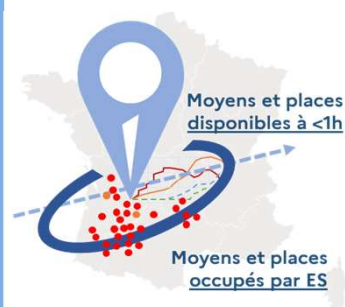 Moyens et places
disponibles à <1h
Moyens et places
occupés par ES